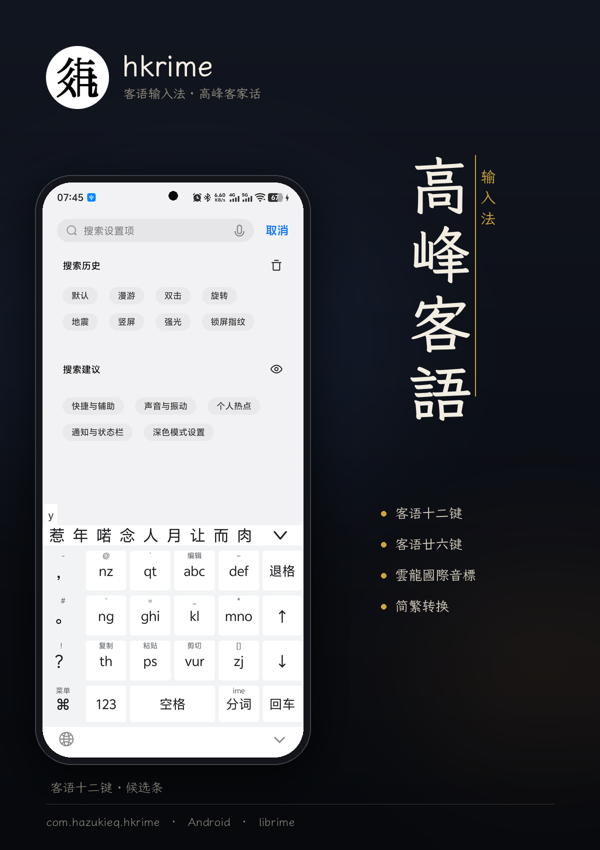 hkrime
客语输入法・高峰客家话
高峰客語
输入法
07:45
6.60 KB/s 4G 5G 67
搜索设置项
取消
搜索历史
默认 漫游 双击 旋转
地震 竖屏 强光 锁屏指纹
搜索建议
快捷与辅助 声音与振动 个人热点
通知与状态栏 深色模式设置
y
惹 年 喏 念 人 月 让 而 肉
- @ ` 编辑 ~
， nz qt abc def 退格
# ' = _ *
。 ng ghi kl mno ↑
! 复制 粘贴 剪切 []
？ th ps vur zj ↓
菜单 ime
⌘ 123 空格 分词 回车
客语十二键
客语廿六键
雲龍國際音標
简繁转换
客语十二键・候选条
com.hazukieq.hkrime · Android · librime